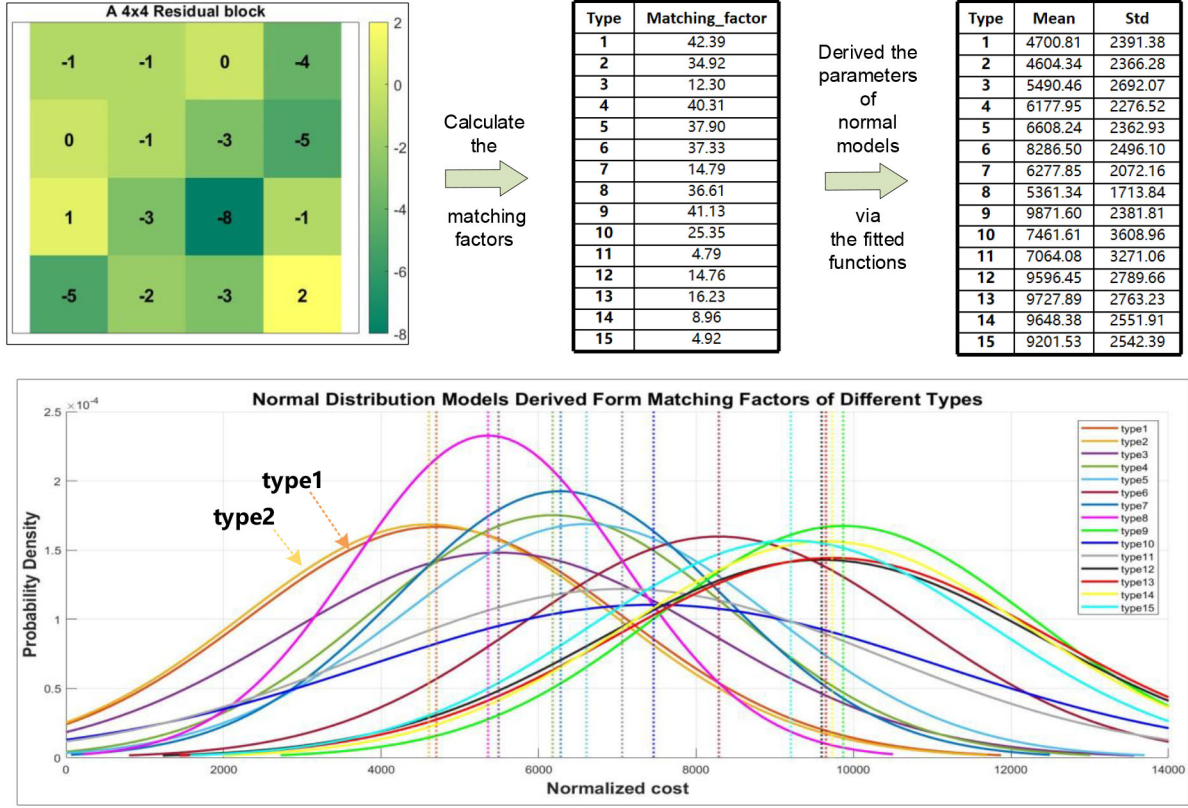 A 4x4 Residual block
-1 -1 0 -4
0 -1 -3 -5
1 -3 -8 -1
-5 -2 -3 2
2
0
-2
-4
-6
-8
Calculate
the
matching
factors
Type Matching_factor
1 42.39
2 34.92
3 12.30
4 40.31
5 37.90
6 37.33
7 14.79
8 36.61
9 41.13
10 25.35
11 4.79
12 14.76
13 16.23
14 8.96
15 4.92
Derived the
parameters
of
normal
models
via
the fitted
functions
Type Mean Std
1 4700.81 2391.38
2 4604.34 2366.28
3 5490.46 2692.07
4 6177.95 2276.52
5 6608.24 2362.93
6 8286.50 2496.10
7 6277.85 2072.16
8 5361.34 1713.84
9 9871.60 2381.81
10 7461.61 3608.96
11 7064.08 3271.06
12 9596.45 2789.66
13 9727.89 2763.23
14 9648.38 2551.91
15 9201.53 2542.39
Normal Distribution Models Derived Form Matching Factors of Different Types
×10⁻⁴
2.5
2
1.5
1
0.5
0
Probability Density
type1
type2
type1
type2
type3
type4
type5
type6
type7
type8
type9
type10
type11
type12
type13
type14
type15
0 2000 4000 6000 8000 10000 12000 14000
Normalized cost